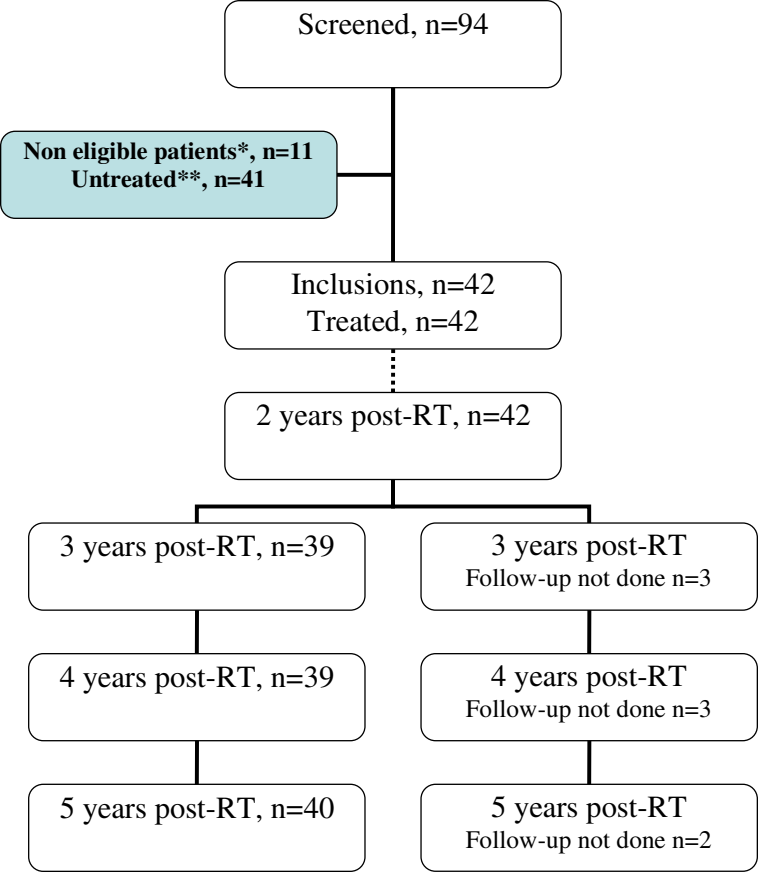 Screened, n=94
Non eligible patients*, n=11
Untreated**, n=41
Inclusions, n=42
Treated, n=42
2 years post-RT, n=42
3 years post-RT, n=39
3 years post-RT
Follow-up not done n=3
4 years post-RT, n=39
4 years post-RT
Follow-up not done n=3
5 years post-RT, n=40
5 years post-RT
Follow-up not done n=2